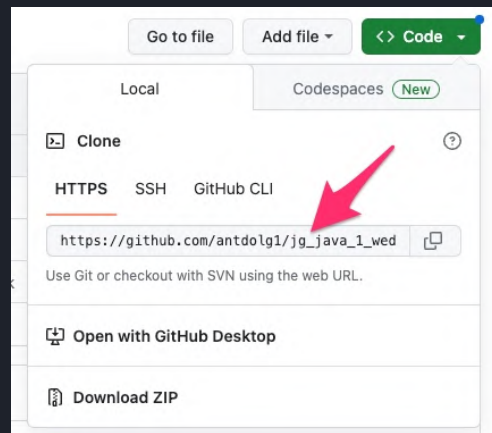 Go to file Add file <> Code
Local Codespaces New
Clone
HTTPS SSH GitHub CLI
https://github.com/antdolg1/jg_java_1_wed
Use Git or checkout with SVN using the web URL.
Open with GitHub Desktop
Download ZIP